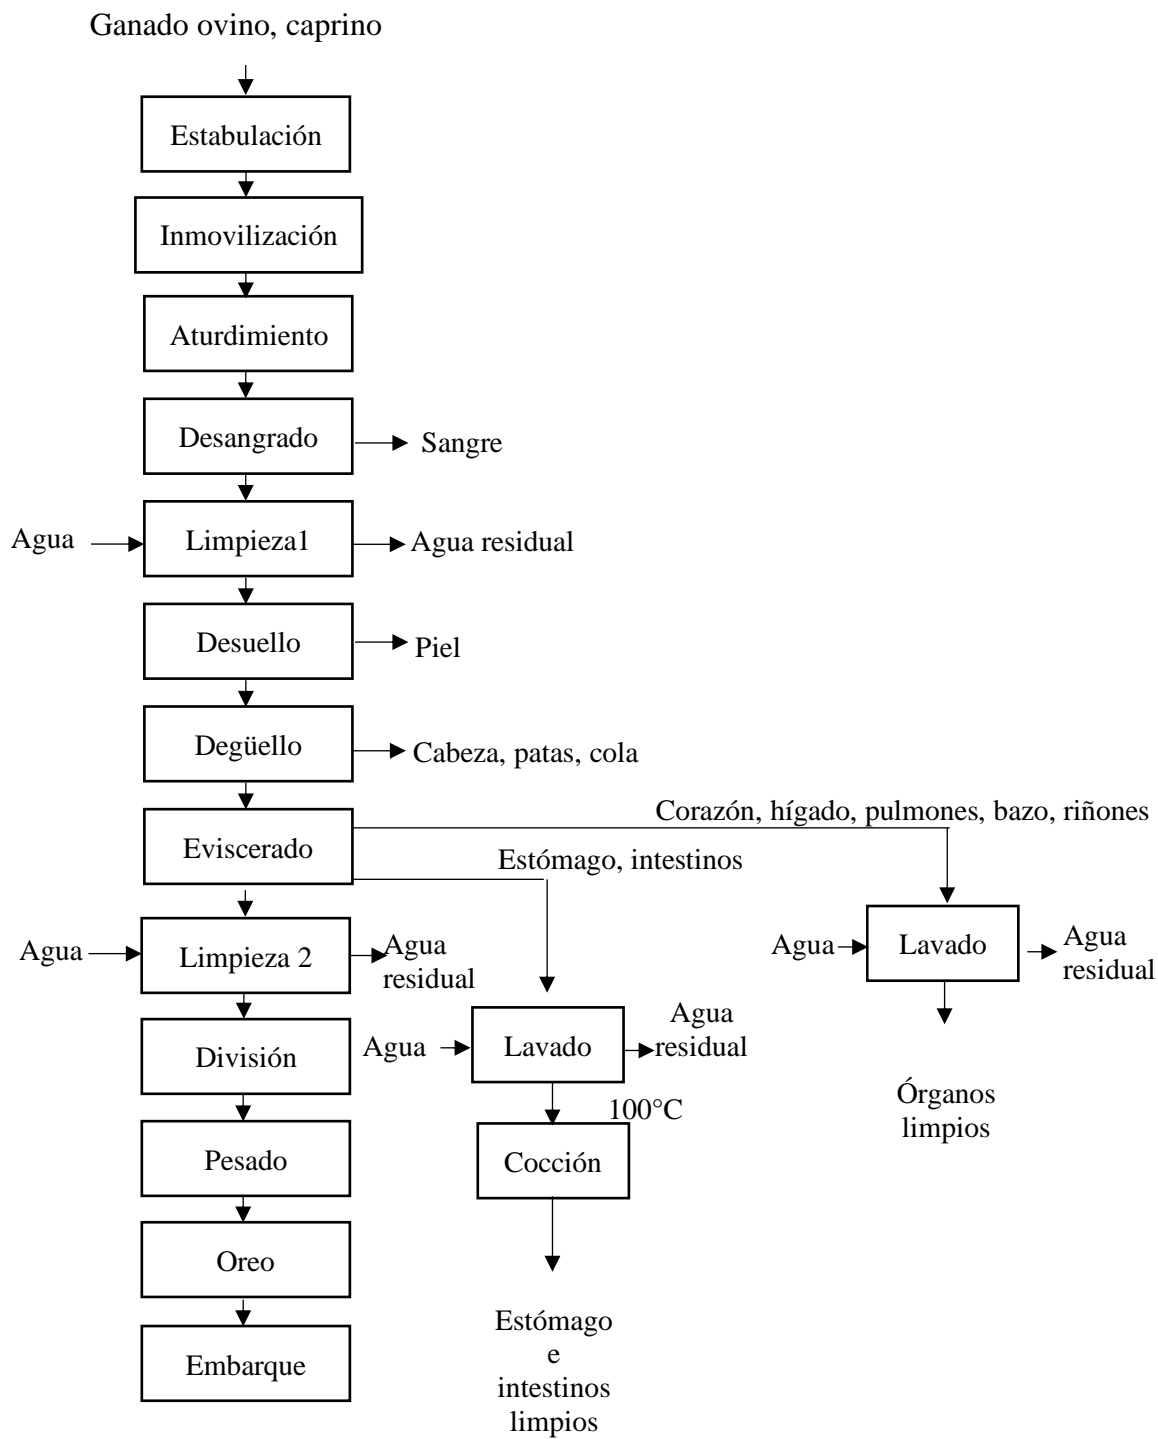 Ganado ovino, caprino
Estabulación
Inmovilización
Aturdimiento
Desangrado
Sangre
Agua
Limpieza1
Agua residual
Desuello
Piel
Degüello
Cabeza, patas, cola
Eviscerado
Corazón, hígado, pulmones, bazo, riñones
Estómago, intestinos
Agua
Limpieza 2
Agua
residual
Agua
Lavado
Agua
residual
División
Agua
Lavado
Agua
residual
Órganos
limpios
100°C
Pesado
Cocción
Oreo
Embarque
Estómago
e
intestinos
limpios